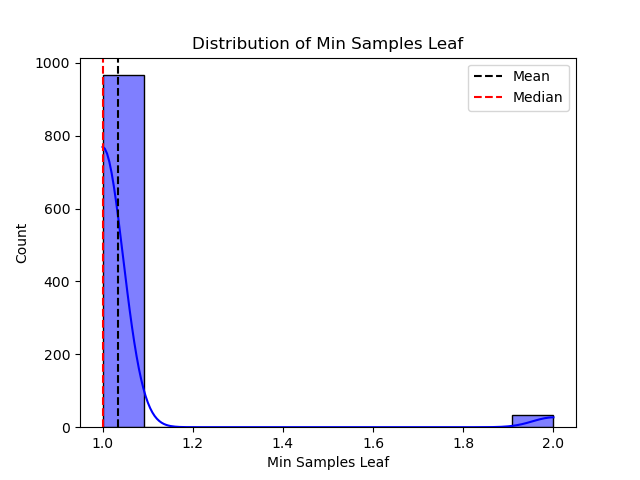 Distribution of Min Samples Leaf
1000
800
600
400
200
0
Count
Mean
Median
1.0 1.2 1.4 1.6 1.8 2.0
Min Samples Leaf